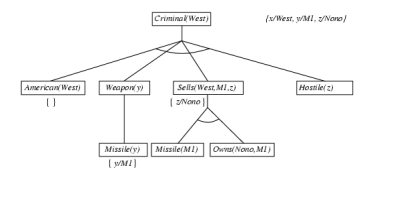 Criminal(West) {x/West, y/M1, z/Nono}
American(West) Weapon(y) Sells(West,M1,z) Hostile(z)
{ } { z/Nono }
Missile(y) Missile(M1) Owns(Nono,M1)
{ y/M1}